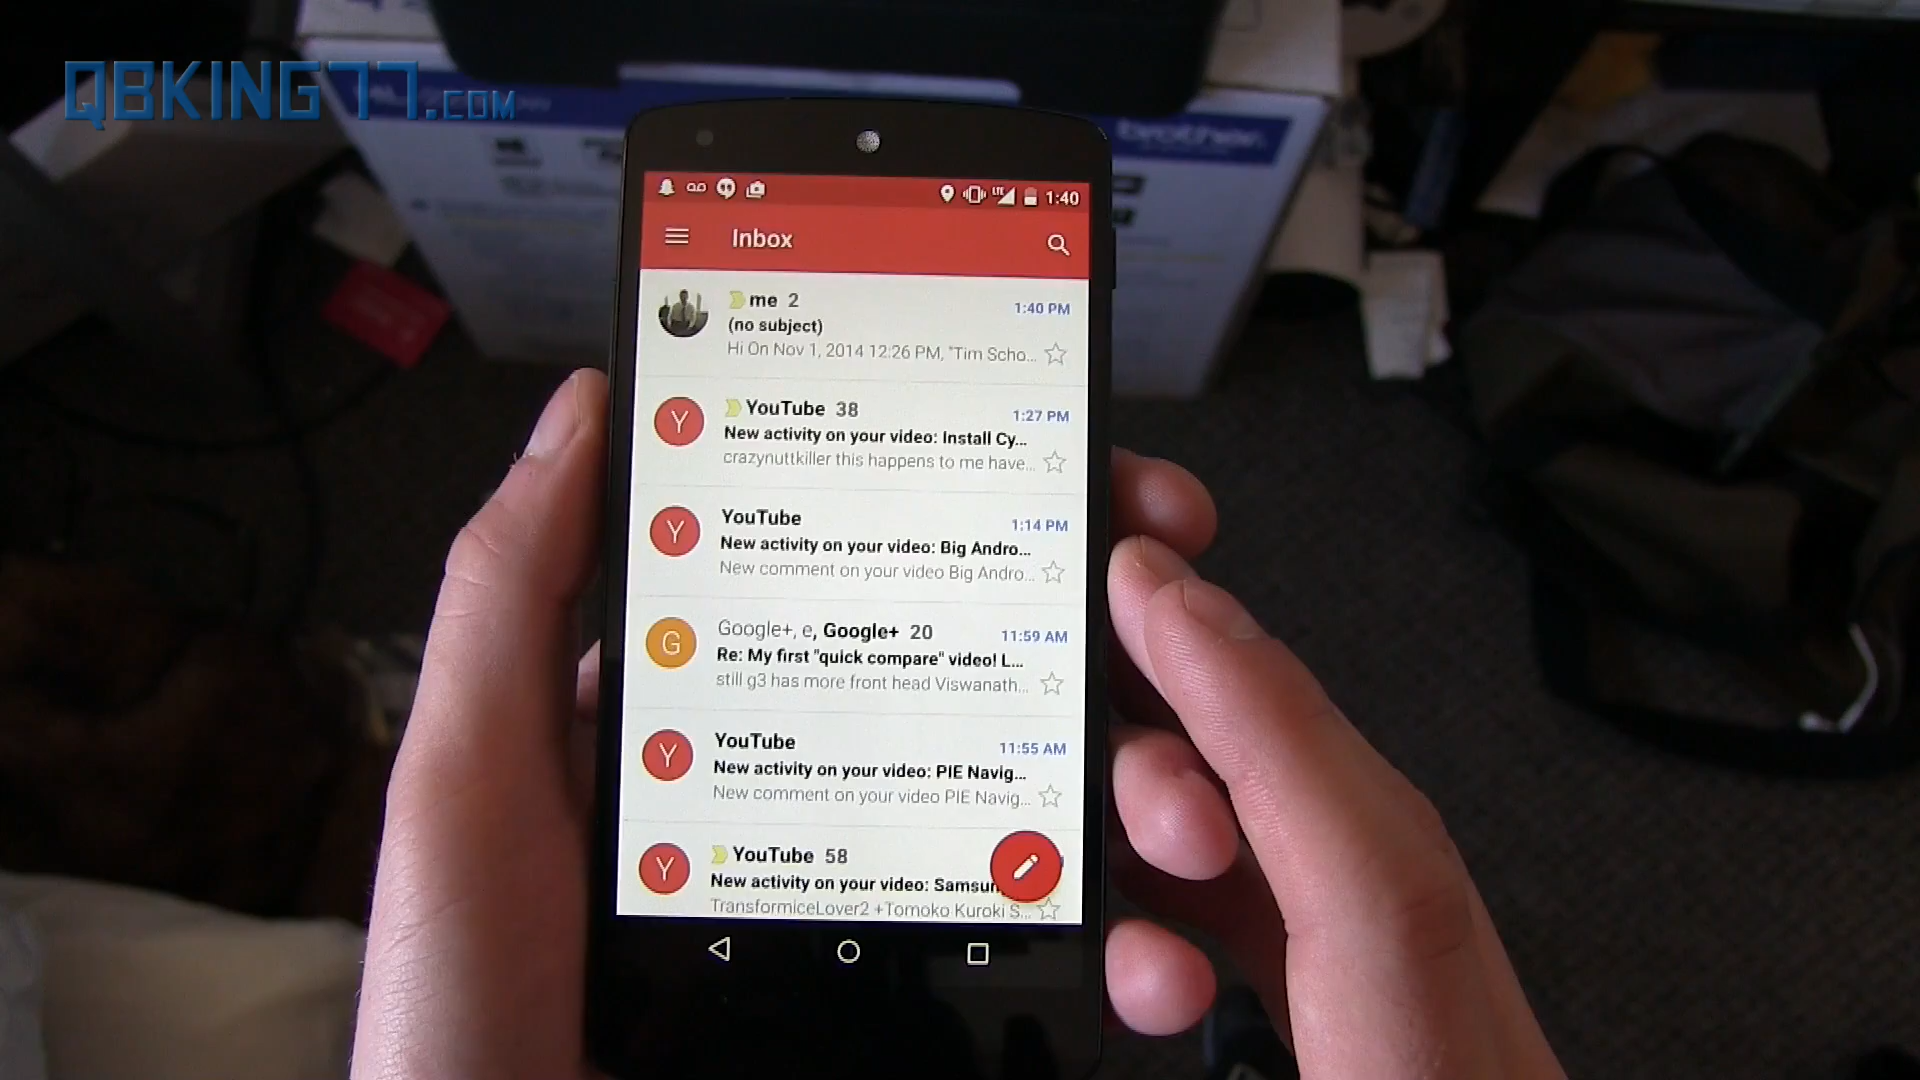 QBKING77.COM
brother
LTE 1:40
Inbox
me 2
1:40 PM
(no subject)
Hi On Nov 1, 2014 12:26 PM, "Tim Scho...
Y
YouTube 38
1:27 PM
New activity on your video: Install Cy...
crazynuttkiller this happens to me have...
Y
YouTube
1:14 PM
New activity on your video: Big Andro...
New comment on your video Big Andro...
G
Google+, e, Google+ 20
11:59 AM
Re: My first "quick compare" video! L...
still g3 has more front head Viswanath...
Y
YouTube
11:55 AM
New activity on your video: PIE Navig...
New comment on your video PIE Navig...
Y
YouTube 58
New activity on your video: Samsun
TransformiceLover2 +Tomoko Kuroki S...